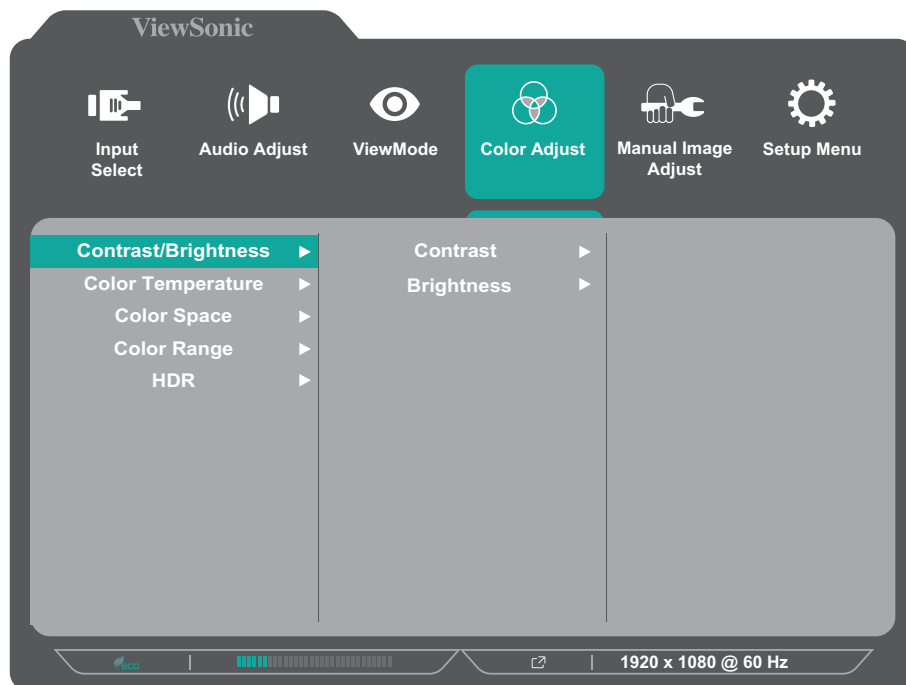 ViewSonic
Input Select
Audio Adjust
ViewMode
Color Adjust
Manual Image Adjust
Setup Menu
Contrast/Brightness
Contrast
Color Temperature
Brightness
Color Space
Color Range
HDR
eco
1920 x 1080 @ 60 Hz